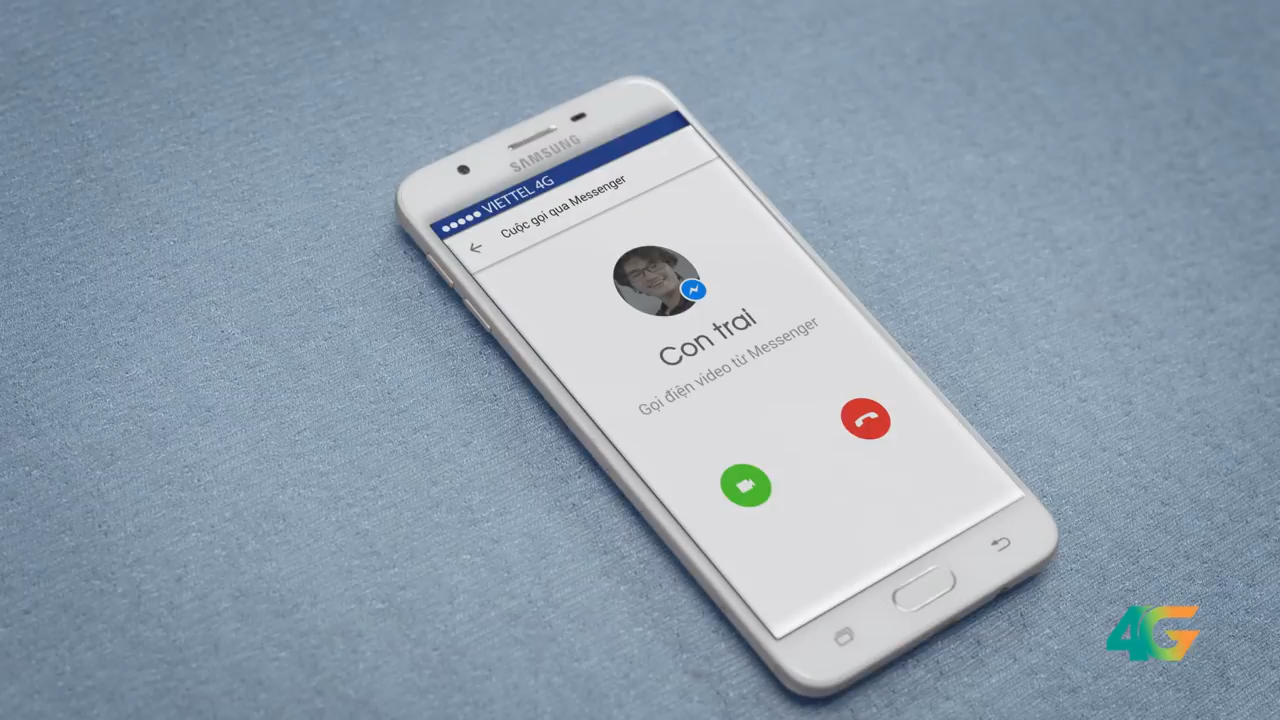 SAMSUNG
VIETTEL 4G
Cuộc gọi qua Messenger
Con trai
Gọi điện video từ Messenger
4G